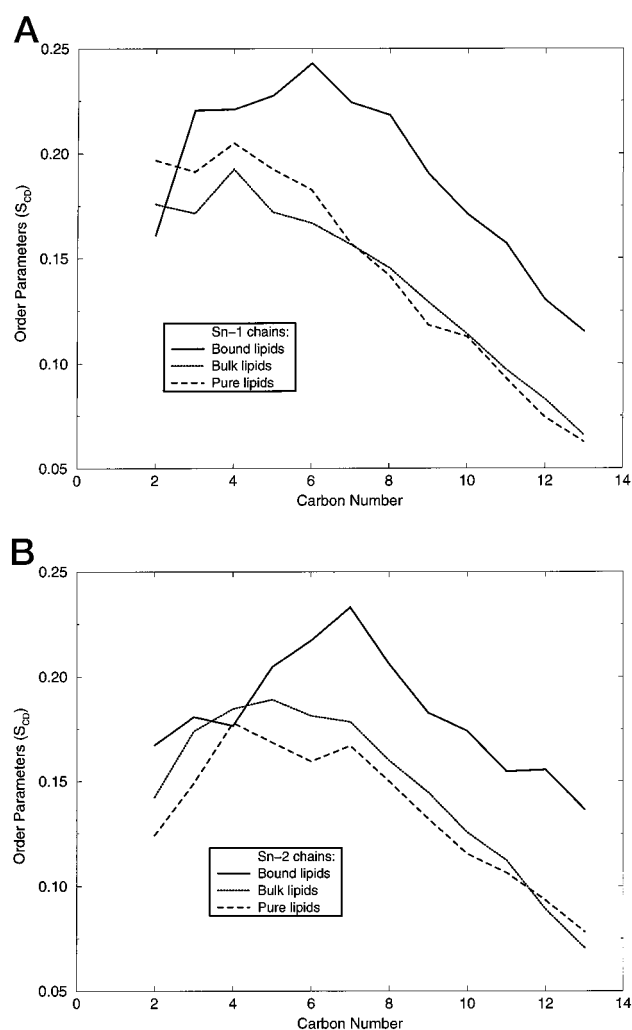 A
0.25
0.20
0.15
0.10
0.05
Order Parameters (SCD)
Sn−1 chains:
Bound lipids
Bulk lipids
Pure lipids
0 2 4 6 8 10 12 14
Carbon Number
B
0.25
0.20
0.15
0.10
0.05
Order Parameters (SCD)
Sn−2 chains:
Bound lipids
Bulk lipids
Pure lipids
0 2 4 6 8 10 12 14
Carbon Number